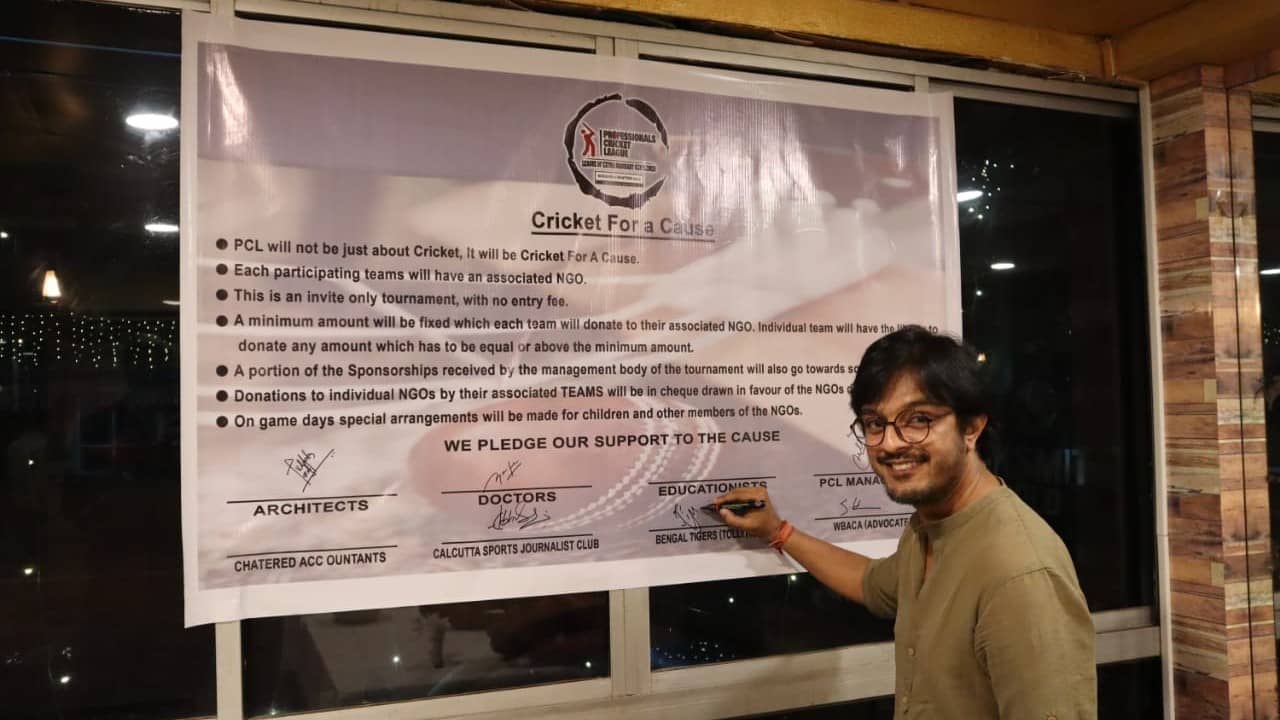 PROFESSIONALS
CRICKET
LEAGUE
Cricket For a Cause
PCL will not be just about Cricket, It will be Cricket For A Cause.
Each participating teams will have an associated NGO.
This is an invite only tournament, with no entry fee.
A minimum amount will be fixed which each team will donate to their associated NGO. Individual team will have the to
donate any amount which has to be equal or above the minimum amount.
A portion of the Sponsorships received by the management body of the tournament will also go towards
Donations to individual NGOs by their associated TEAMS will be in cheque drawn in favour of the NGOs
On game days special arrangements will be made for children and other members of the NGOs.
WE PLEDGE OUR SUPPORT TO THE CAUSE
ARCHITECTS
DOCTORS
EDUCATIONISTS
PCL
CHATERED ACC OUNTANTS
CALCUTTA SPORTS JOURNALIST CLUB
BENGAL TIGERS
WBACA (ADVOCATE